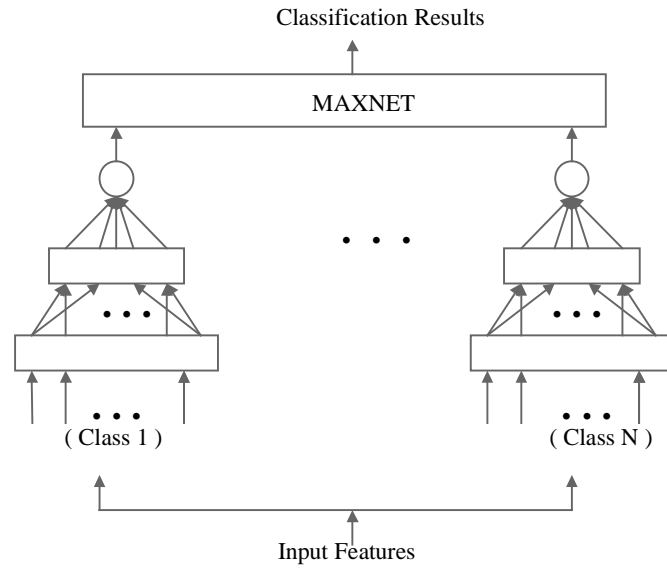 Classification Results
MAXNET
( Class 1 )
( Class N )
Input Features